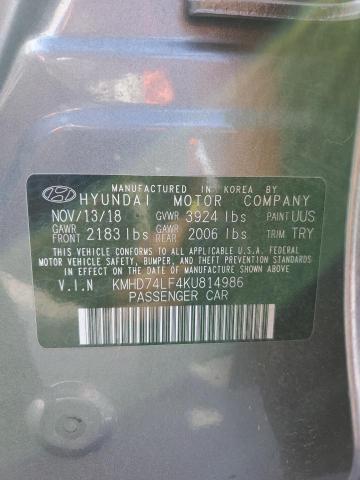 MANUFACTURED IN KOREA BY
HYUNDAI MOTOR COMPANY
NOV/13/18 GVWR 3924 lbs PAINT UUS
GAWR FRONT 2183 lbs GAWR REAR 2006 lbs TRIM TRY
THIS VEHICLE CONFORMS TO ALL APPLICABLE U.S.A. FEDERAL
MOTOR VEHICLE SAFETY, BUMPER, AND THEFT PREVENTION STANDARDS
IN EFFECT ON THE DATE OF MANUFACTURE SHOWN ABOVE.
V.I.N KMHD74LF4KU814986
PASSENGER CAR